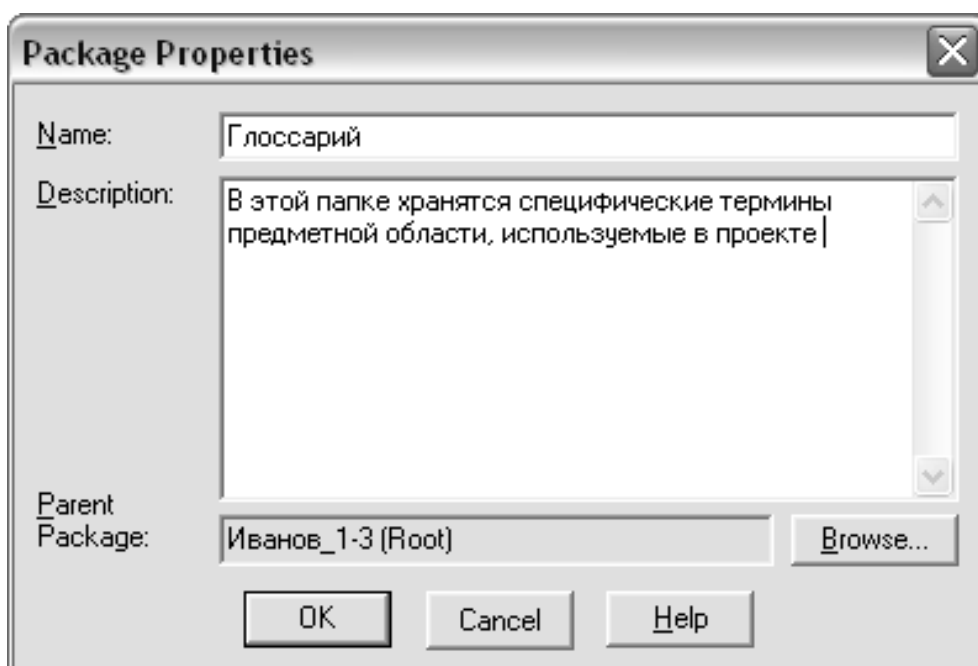 Package Properties
Name:
Глоссарий
Description:
В этой папке хранятся специфические термины
предметной области, используемые в проекте
Parent
Package:
Иванов_1-3 (Root)
Browse...
OK
Cancel
Help